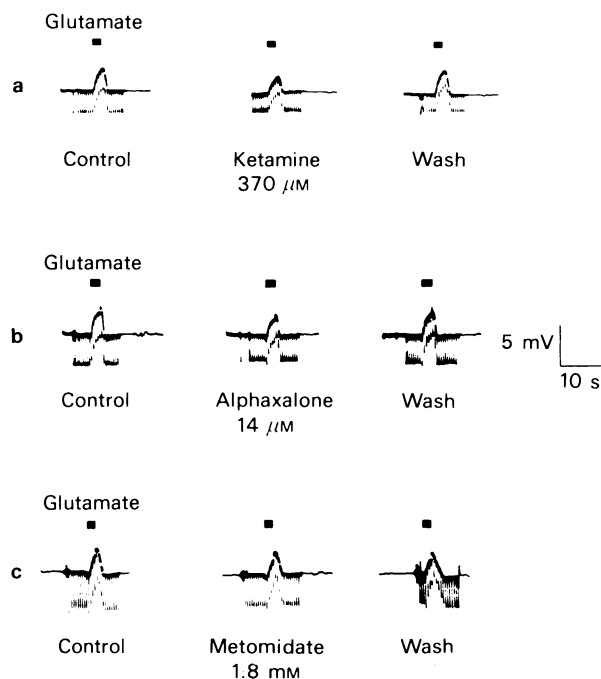 Glutamate
a
Control Ketamine Wash
370 μM
Glutamate
b
5 mV
10 s
Control Alphaxalone Wash
14 μM
Glutamate
c
Control Metomidate Wash
1.8 mM